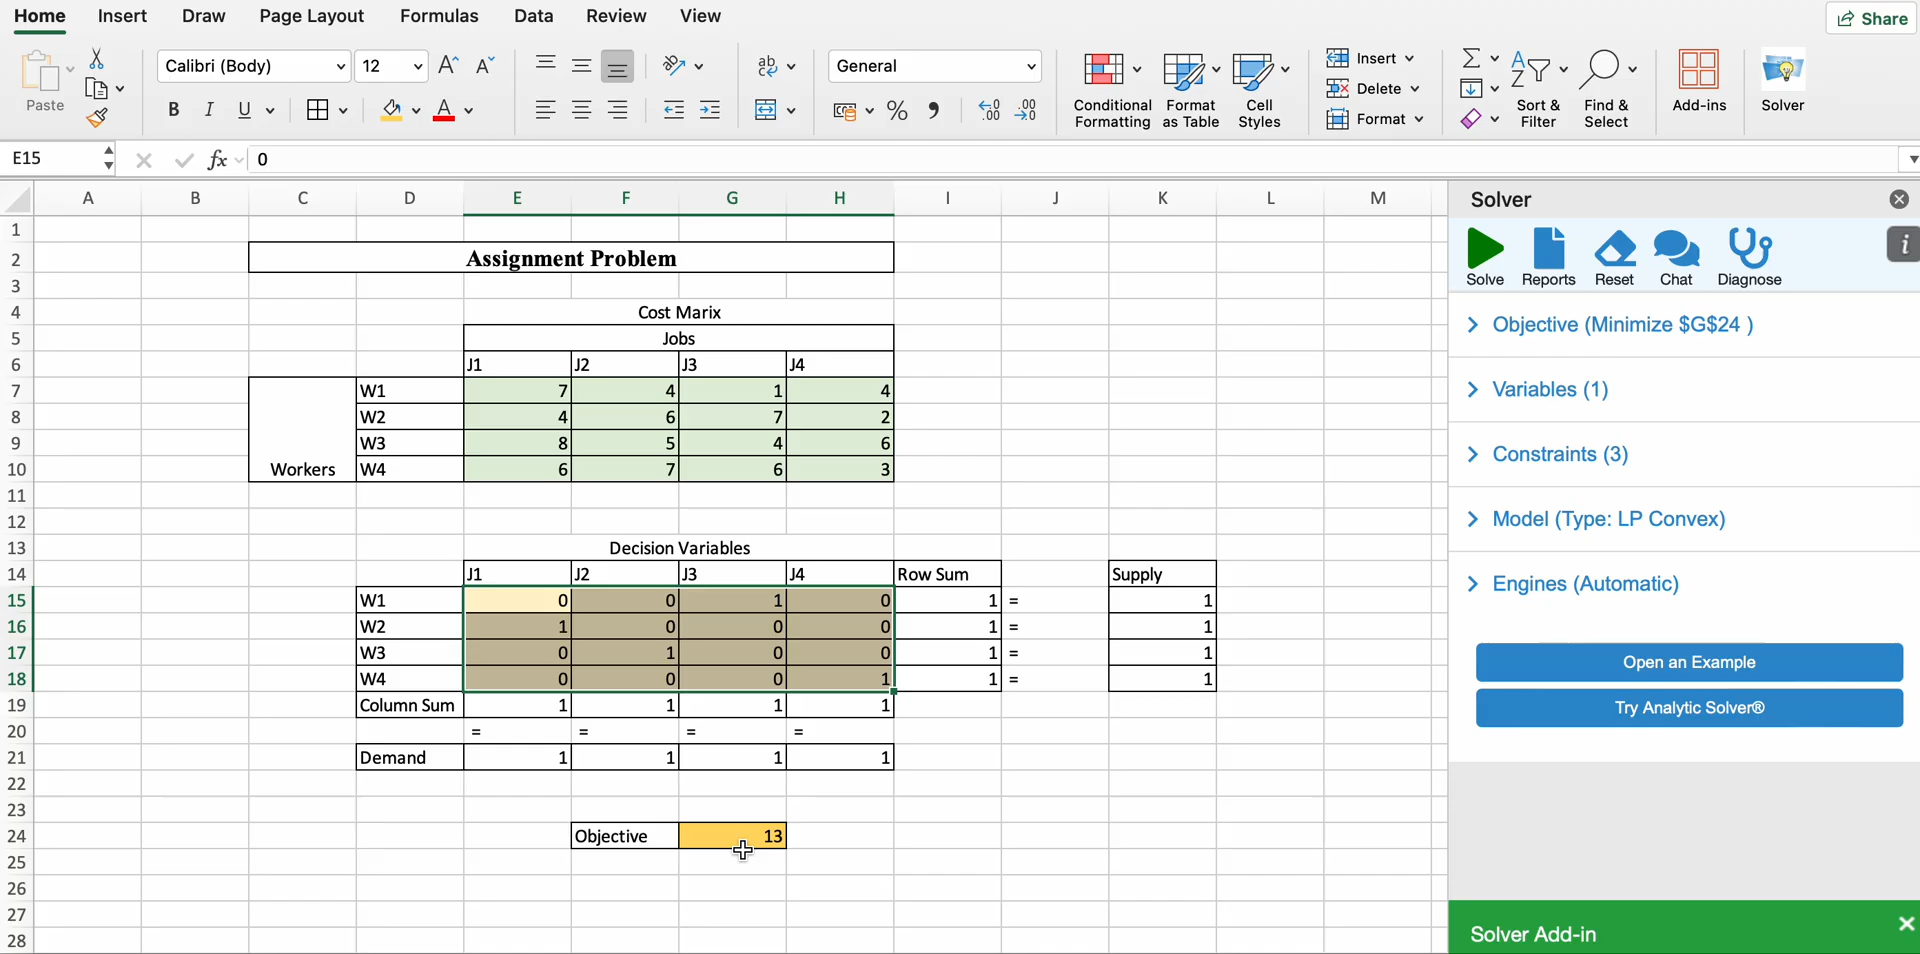 Home Insert Draw Page Layout Formulas Data Review View Share
Paste
Calibri (Body) 12
B I U A
ab
General
% 9 .00 .00
Conditional Formatting
Format as Table
Cell Styles
Insert
Delete
Format
Sort & Filter
Find & Select
Add-ins
Solver
E15 fx 0
A B C D E F G H I J K L M
1
2 Assignment Problem
3
4 Cost Marix
5 Jobs
6 J1 J2 J3 J4
7 W1 7 4 1 4
8 W2 4 6 7 2
9 W3 8 5 4 6
10 Workers W4 6 7 6 3
11
12
13 Decision Variables
14 J1 J2 J3 J4 Row Sum Supply
15 W1 0 0 1 0 1 = 1
16 W2 1 0 0 0 1 = 1
17 W3 0 1 0 0 1 = 1
18 W4 0 0 0 1 1 = 1
19 Column Sum 1 1 1 1
20 = = = =
21 Demand 1 1 1 1
22
23
24 Objective 13
25
26
27
28
Solver
Solve Reports Reset Chat Diagnose i
Objective (Minimize $G$24 )
Variables (1)
Constraints (3)
Model (Type: LP Convex)
Engines (Automatic)
Open an Example
Try Analytic Solver®
Solver Add-in